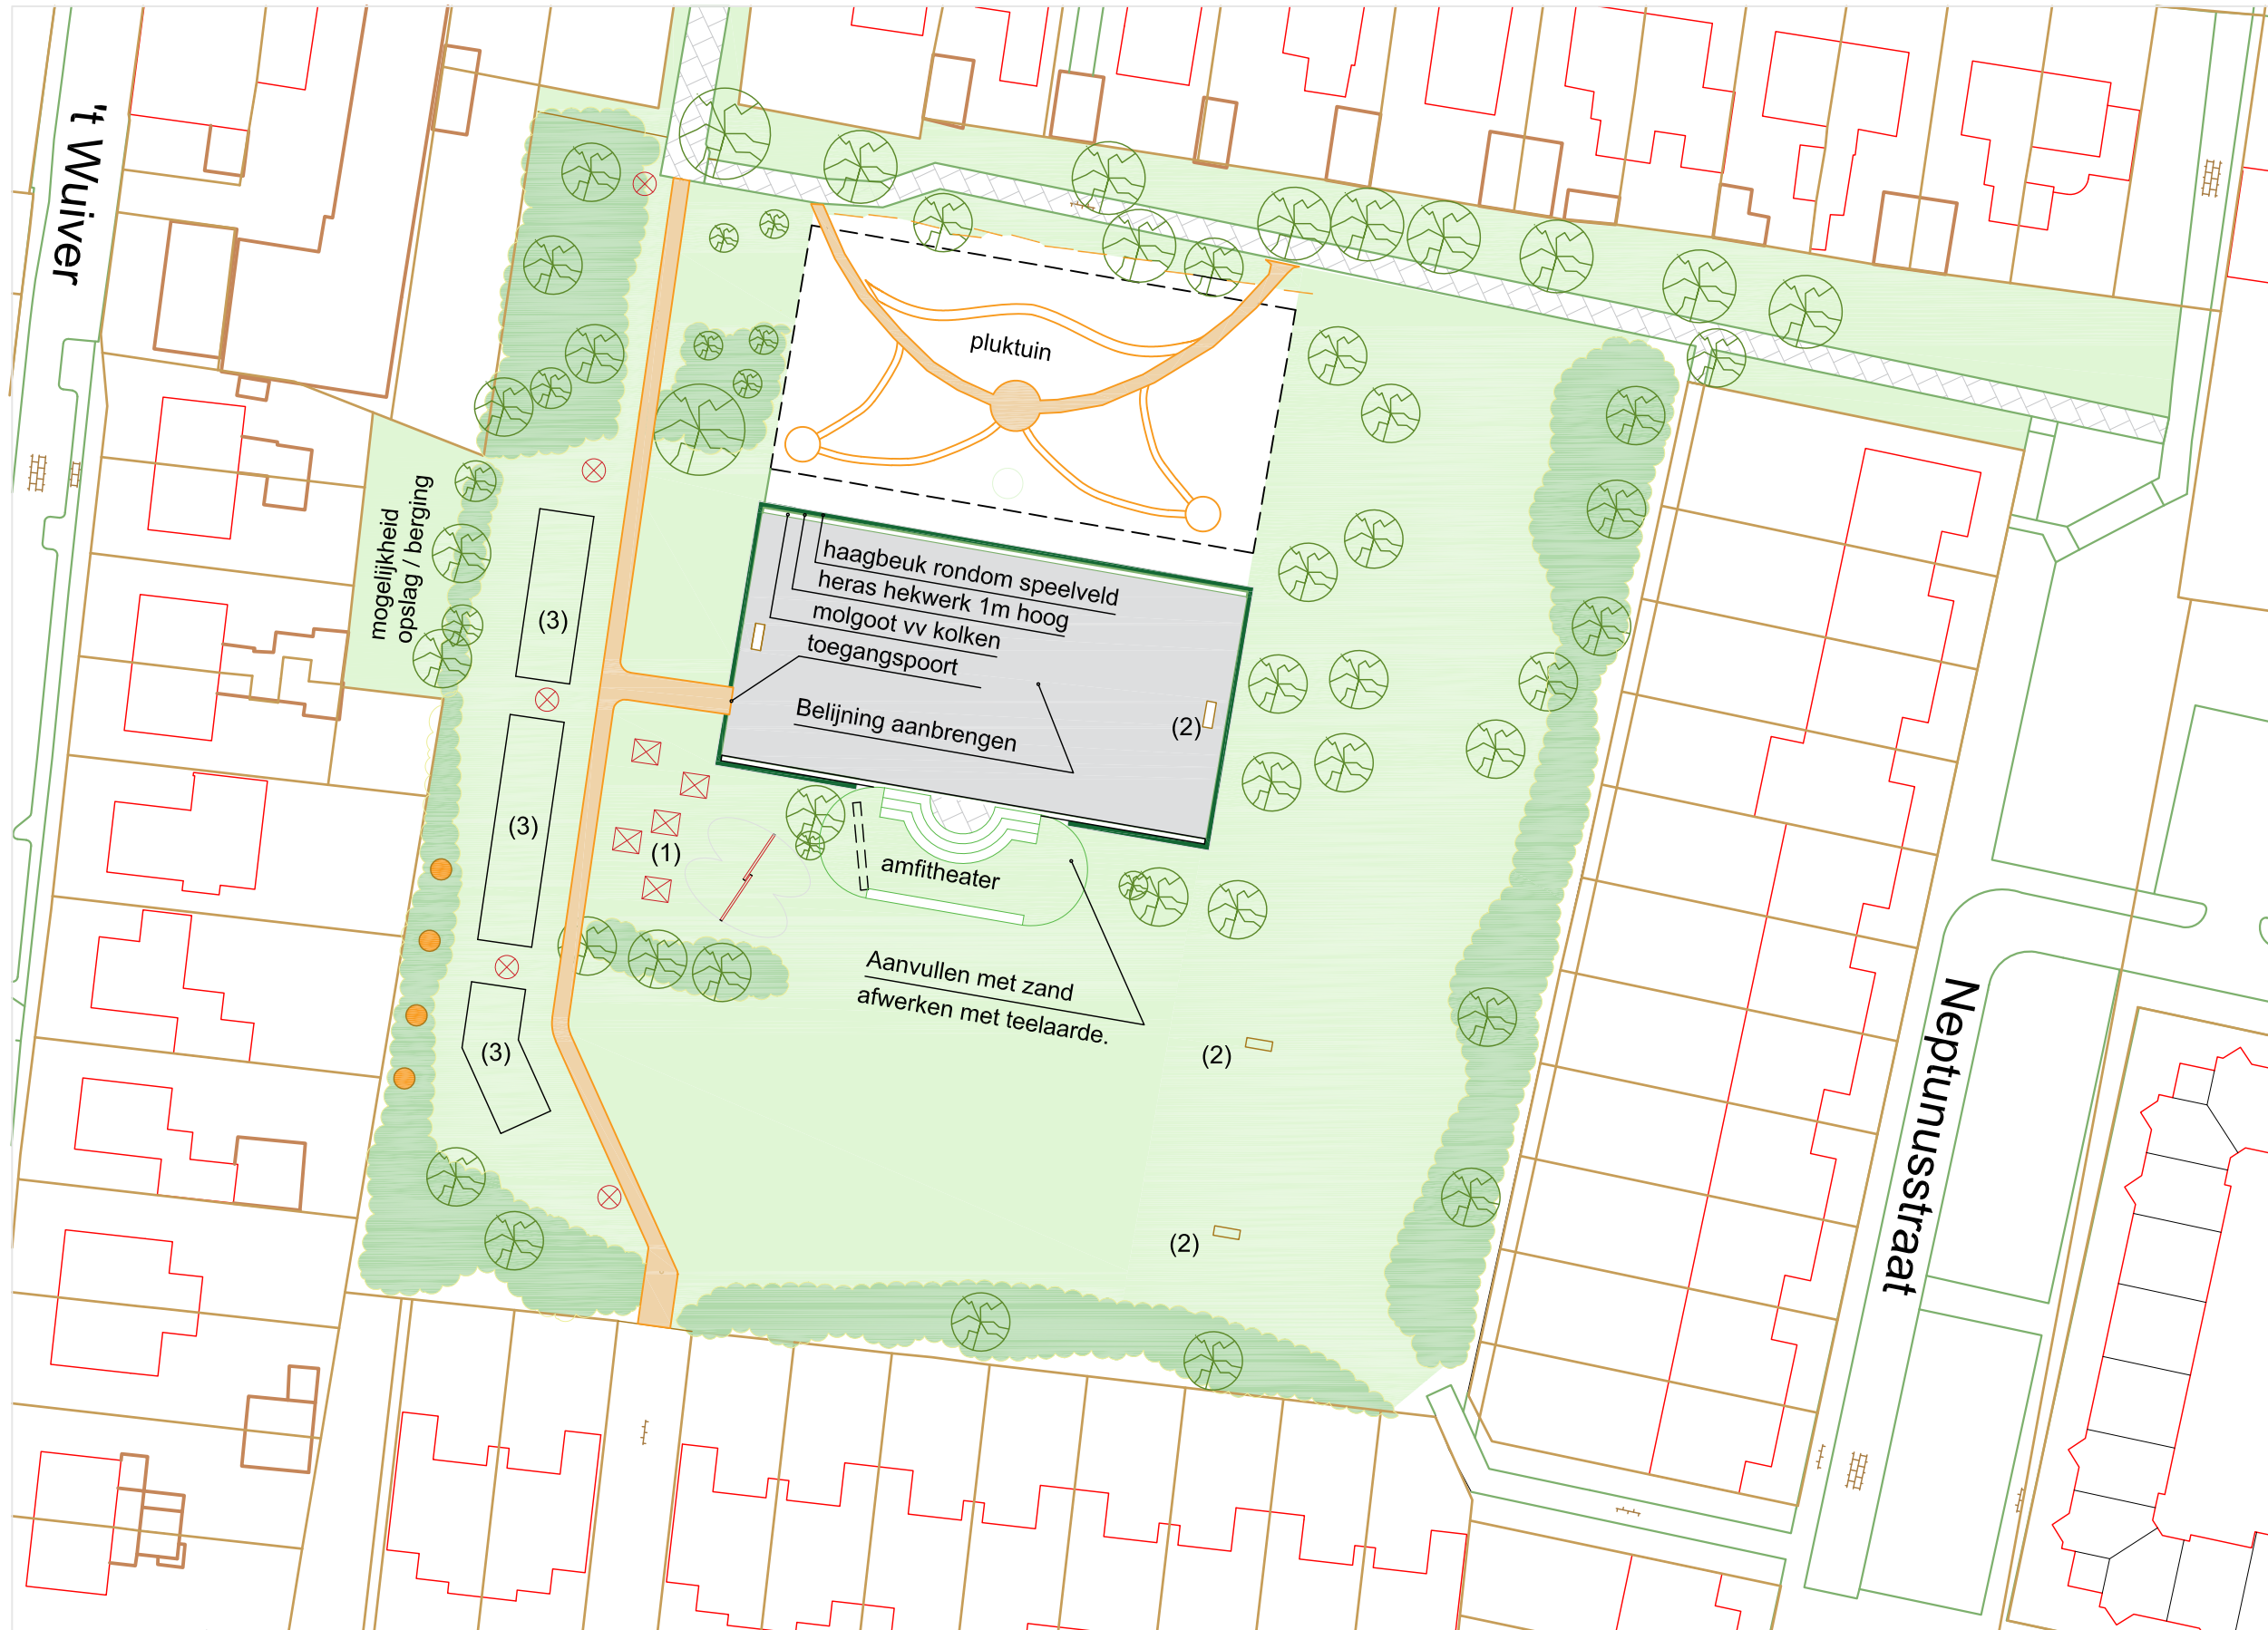 't Wuiver
pluktuin
mogelijkheid
opslag / berging
haagbeuk rondom speelveld
heras hekwerk 1m hoog
molgoot vv kolken
toegangspoort
Belijning aanbrengen
(2)
(3)
(3)
(3)
(1)
amfitheater
Aanvullen met zand
afwerken met teelaarde.
(2)
(2)
Neptunusstraat